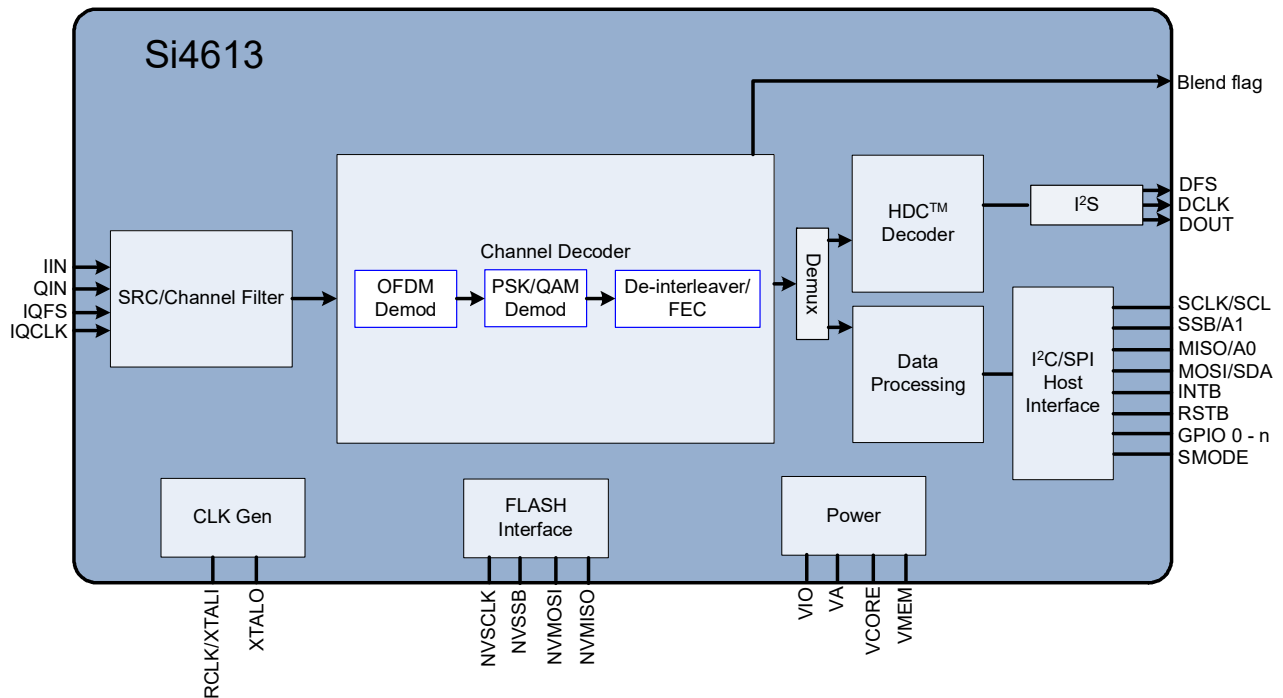 Si4613
Blend flag
HDC™
Decoder
I²S
DFS
DCLK
DOUT
Channel Decoder
IIN
QIN
IQFS
IQCLK
SRC/Channel Filter
OFDM
Demod
PSK/QAM
Demod
De-interleaver/
FEC
Demux
Data
Processing
I²C/SPI
Host
Interface
SCLK/SCL
SSB/A1
MISO/A0
MOSI/SDA
INTB
RSTB
GPIO 0 - n
SMODE
CLK Gen
FLASH
Interface
Power
RCLK/XTALI
XTALO
NVSCLK
NVSSB
NVMOSI
NVMISO
VIO
VA
VCORE
VMEM